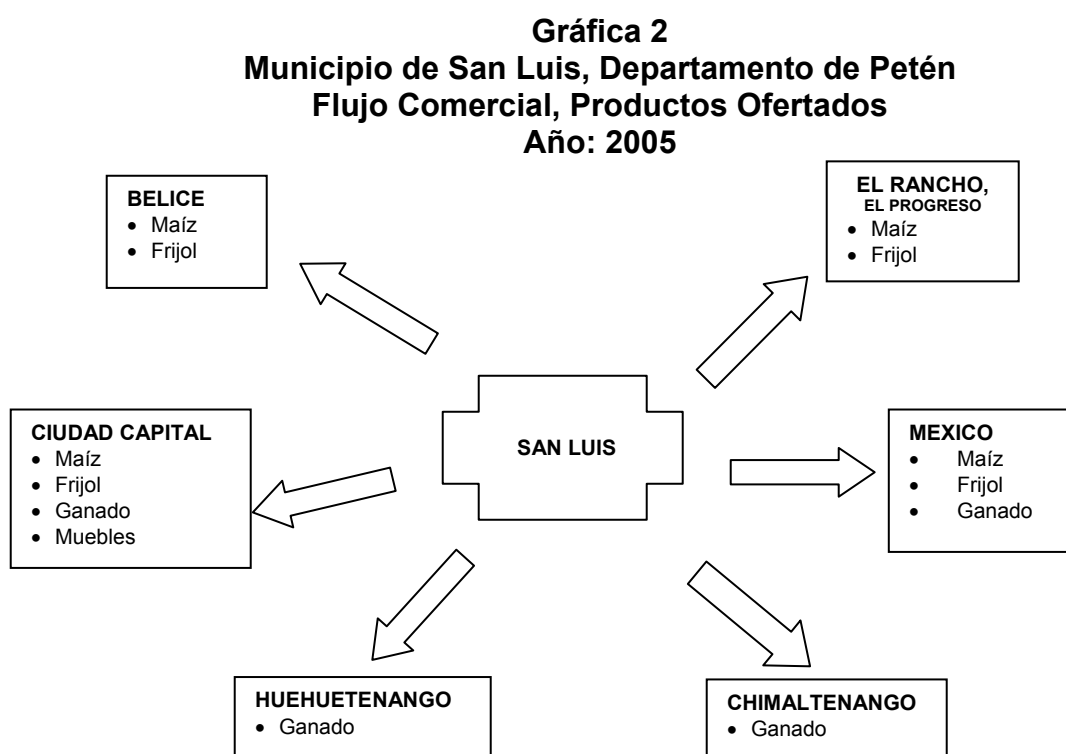 Gráfica 2
Municipio de San Luis, Departamento de Petén
Flujo Comercial, Productos Ofertados
Año: 2005
BELICE
• Maíz
• Frijol
EL RANCHO,
EL PROGRESO
• Maíz
• Frijol
CIUDAD CAPITAL
• Maíz
• Frijol
• Ganado
• Muebles
SAN LUIS
MEXICO
• Maíz
• Frijol
• Ganado
HUEHUETENANGO
• Ganado
CHIMALTENANGO
• Ganado